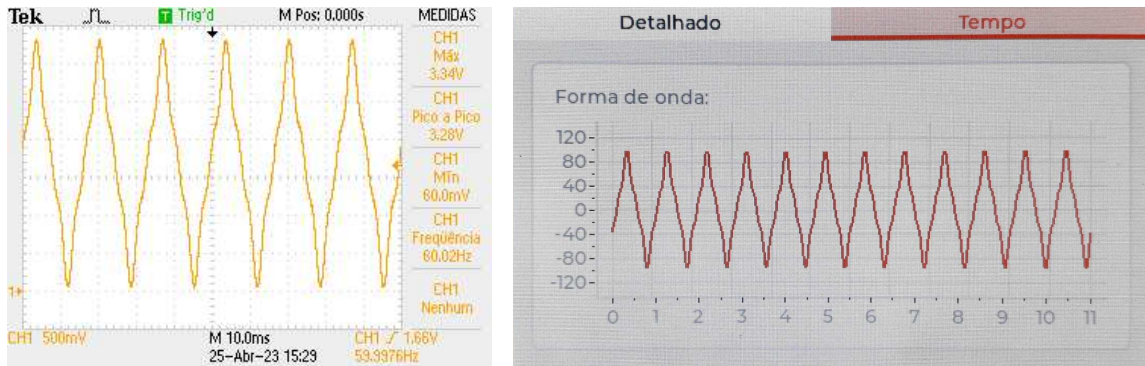 Tek
T Trig'd
M Pos: 0.000s
MEDIDAS
CH1
Máx
3.34V
CH1
Pico a Pico
3.28V
CH1
Mín
60.0mV
CH1
Freqüência
60.02Hz
CH1
Nenhum
1
CH1 500mV
M 10.0ms
CH1 1.66V
25-Abr-23 15:29
59.9976Hz
Detalhado
Tempo
Forma de onda:
120
80
40
0
-40
-80
-120
0 1 2 3 4 5 6 7 8 9 10 11